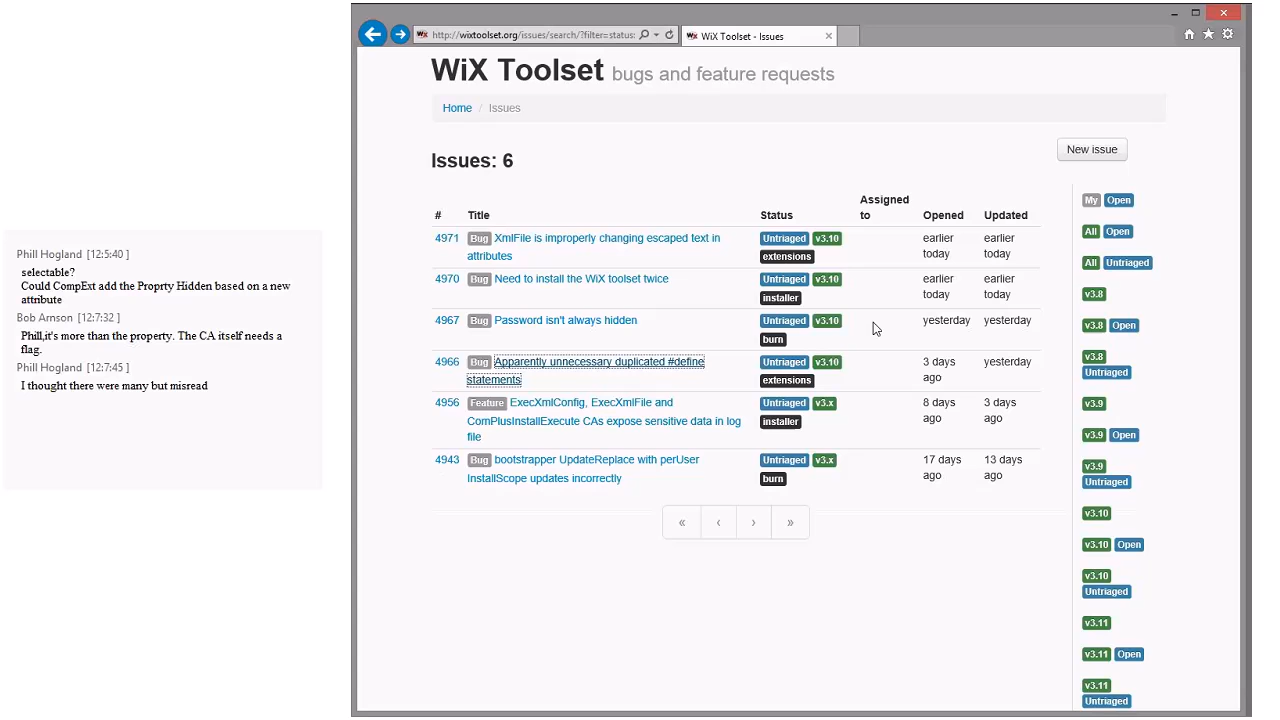 Phill Hogland [12:5:40 ]
selectable?
Could CompExt add the Proprty Hidden based on a new
attribute
Bob Arnson [12:7:32 ]
Phill,it's more than the property. The CA itself needs a
flag.
Phill Hogland [12:7:45 ]
I thought there were many but misread
http://wixtoolset.org/issues/search/?filter=status:
WiX Toolset - Issues
WiX Toolset bugs and feature requests
Home / Issues
Issues: 6
New issue
# Title Status Assigned to Opened Updated
4971 Bug XmlFile is improperly changing escaped text in Untriaged v3.10 earlier earlier
attributes extensions today today
4970 Bug Need to install the WiX toolset twice Untriaged v3.10 earlier earlier
installer today today
4967 Bug Password isn't always hidden Untriaged v3.10 yesterday yesterday
burn
4966 Bug Apparently unnecessary duplicated #define Untriaged v3.10 3 days yesterday
statements extensions ago
4956 Feature ExecXmlConfig, ExecXmlFile and Untriaged v3.x 8 days 3 days
ComPlusInstallExecute CAs expose sensitive data in log installer ago ago
file
4943 Bug bootstrapper UpdateReplace with perUser Untriaged v3.x 17 days 13 days
InstallScope updates incorrectly burn ago ago
« ‹ › »
My Open
All Open
All Untriaged
v3.8
v3.8 Open
v3.8
Untriaged
v3.9
v3.9 Open
v3.9
Untriaged
v3.10
v3.10 Open
v3.10
Untriaged
v3.11
v3.11 Open
v3.11
Untriaged